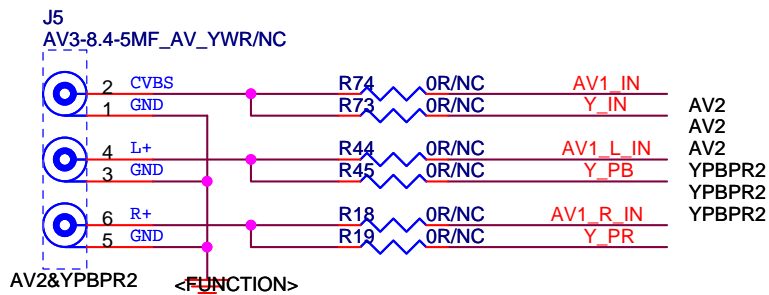 J5
AV3-8.4-5MF_AV_YWR/NC
2 CVBS R74 0R/NC AV1_IN
1 GND R73 0R/NC Y_IN AV2
AV2
4 L+ R44 0R/NC AV1_L_IN AV2
3 GND R45 0R/NC Y_PB YPBPR2
YPBPR2
6 R+ R18 0R/NC AV1_R_IN YPBPR2
5 GND R19 0R/NC Y_PR
AV2&YPBPR2 <FUNCTION>